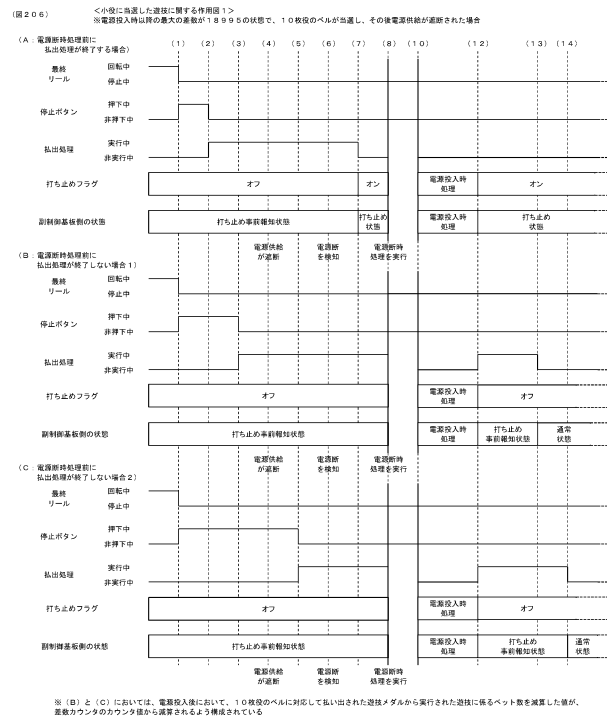 (図206)
＜小役に当選した遊技に関する作用図1＞
※電源投入時以降の最大の差数が18995の状態で、10枚役のベルが当選し、その後電源供給が遮断された場合
(A：電源断時処理前に
払出処理が終了する場合)
(1) (2) (3) (4) (5) (6) (7) (8) (10) (12) (13) (14)
最終
リール
回転中
停止中
停止ボタン
押下中
非押下中
払出処理
実行中
非実行中
打ち止めフラグ
オフ
オン
電源投入時
処理
オン
副制御基板側の状態
打ち止め事前報知状態
打ち止め
状態
電源投入時
処理
打ち止め
状態
電源供給
が遮断
電源断
を検知
電源断時
処理を実行
(B：電源断時処理前に
払出処理が終了しない場合1)
最終
リール
回転中
停止中
停止ボタン
押下中
非押下中
払出処理
実行中
非実行中
打ち止めフラグ
オフ
電源投入時
処理
オフ
副制御基板側の状態
打ち止め事前報知状態
電源投入時
処理
打ち止め
事前報知状態
通常
状態
電源供給
が遮断
電源断
を検知
電源断時
処理を実行
(C：電源断時処理前に
払出処理が終了しない場合2)
最終
リール
回転中
停止中
停止ボタン
押下中
非押下中
払出処理
実行中
非実行中
打ち止めフラグ
オフ
電源投入時
処理
オフ
副制御基板側の状態
打ち止め事前報知状態
電源投入時
処理
打ち止め
事前報知状態
通常
状態
電源供給
が遮断
電源断
を検知
電源断時
処理を実行
※(B)と(C)においては、電源投入後において、10枚役のベルに対応して払い出された遊技メダルから実行された遊技に係るベット数を減算した値が、
差数カウンタのカウンタ値から減算されるよう構成されている